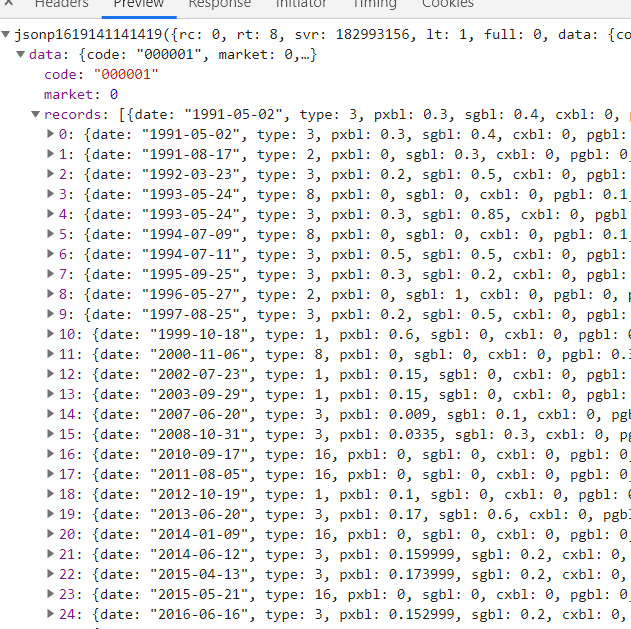 Headers Preview Response Initiator Timing Cookies
jsonp1619141141419({rc: 0, rt: 8, svr: 182993156, lt: 1, full: 0, data: {co
data: {code: "000001", market: 0,…}
code: "000001"
market: 0
records: [{date: "1991-05-02", type: 3, pxbl: 0.3, sgbl: 0.4, cxbl: 0,
0: {date: "1991-05-02", type: 3, pxbl: 0.3, sgbl: 0.4, cxbl: 0, pgbl:
1: {date: "1991-08-17", type: 2, pxbl: 0, sgbl: 0.3, cxbl: 0, pgbl: 0,
2: {date: "1992-03-23", type: 3, pxbl: 0.2, sgbl: 0.5, cxbl: 0, pgbl:
3: {date: "1993-05-24", type: 8, pxbl: 0, sgbl: 0, cxbl: 0, pgbl: 0.1,
4: {date: "1993-05-24", type: 3, pxbl: 0.3, sgbl: 0.85, cxbl: 0, pgbl
5: {date: "1994-07-09", type: 8, pxbl: 0, sgbl: 0, cxbl: 0, pgbl: 0.1,
6: {date: "1994-07-11", type: 3, pxbl: 0.5, sgbl: 0.5, cxbl: 0, pgbl:
7: {date: "1995-09-25", type: 3, pxbl: 0.3, sgbl: 0.2, cxbl: 0, pgbl:
8: {date: "1996-05-27", type: 2, pxbl: 0, sgbl: 1, cxbl: 0, pgbl: 0,
9: {date: "1997-08-25", type: 3, pxbl: 0.2, sgbl: 0.5, cxbl: 0, pgbl:
10: {date: "1999-10-18", type: 1, pxbl: 0.6, sgbl: 0, cxbl: 0, pgbl:
11: {date: "2000-11-06", type: 8, pxbl: 0, sgbl: 0, cxbl: 0, pgbl: 0.3
12: {date: "2002-07-23", type: 1, pxbl: 0.15, sgbl: 0, cxbl: 0, pgbl:
13: {date: "2003-09-29", type: 1, pxbl: 0.15, sgbl: 0, cxbl: 0, pgbl:
14: {date: "2007-06-20", type: 3, pxbl: 0.009, sgbl: 0.1, cxbl: 0, pgb
15: {date: "2008-10-31", type: 3, pxbl: 0.0335, sgbl: 0.3, cxbl: 0, p
16: {date: "2010-09-17", type: 16, pxbl: 0, sgbl: 0, cxbl: 0, pgbl: 0,
17: {date: "2011-08-05", type: 16, pxbl: 0, sgbl: 0, cxbl: 0, pgbl: 0,
18: {date: "2012-10-19", type: 1, pxbl: 0.1, sgbl: 0, cxbl: 0, pgbl:
19: {date: "2013-06-20", type: 3, pxbl: 0.17, sgbl: 0.6, cxbl: 0, pgb
20: {date: "2014-01-09", type: 16, pxbl: 0, sgbl: 0, cxbl: 0, pgbl: 0,
21: {date: "2014-06-12", type: 3, pxbl: 0.159999, sgbl: 0.2, cxbl: 0,
22: {date: "2015-04-13", type: 3, pxbl: 0.173999, sgbl: 0.2, cxbl: 0,
23: {date: "2015-05-21", type: 16, pxbl: 0, sgbl: 0, cxbl: 0, pgbl: 0,
24: {date: "2016-06-16", type: 3, pxbl: 0.152999, sgbl: 0.2, cxbl: 0,